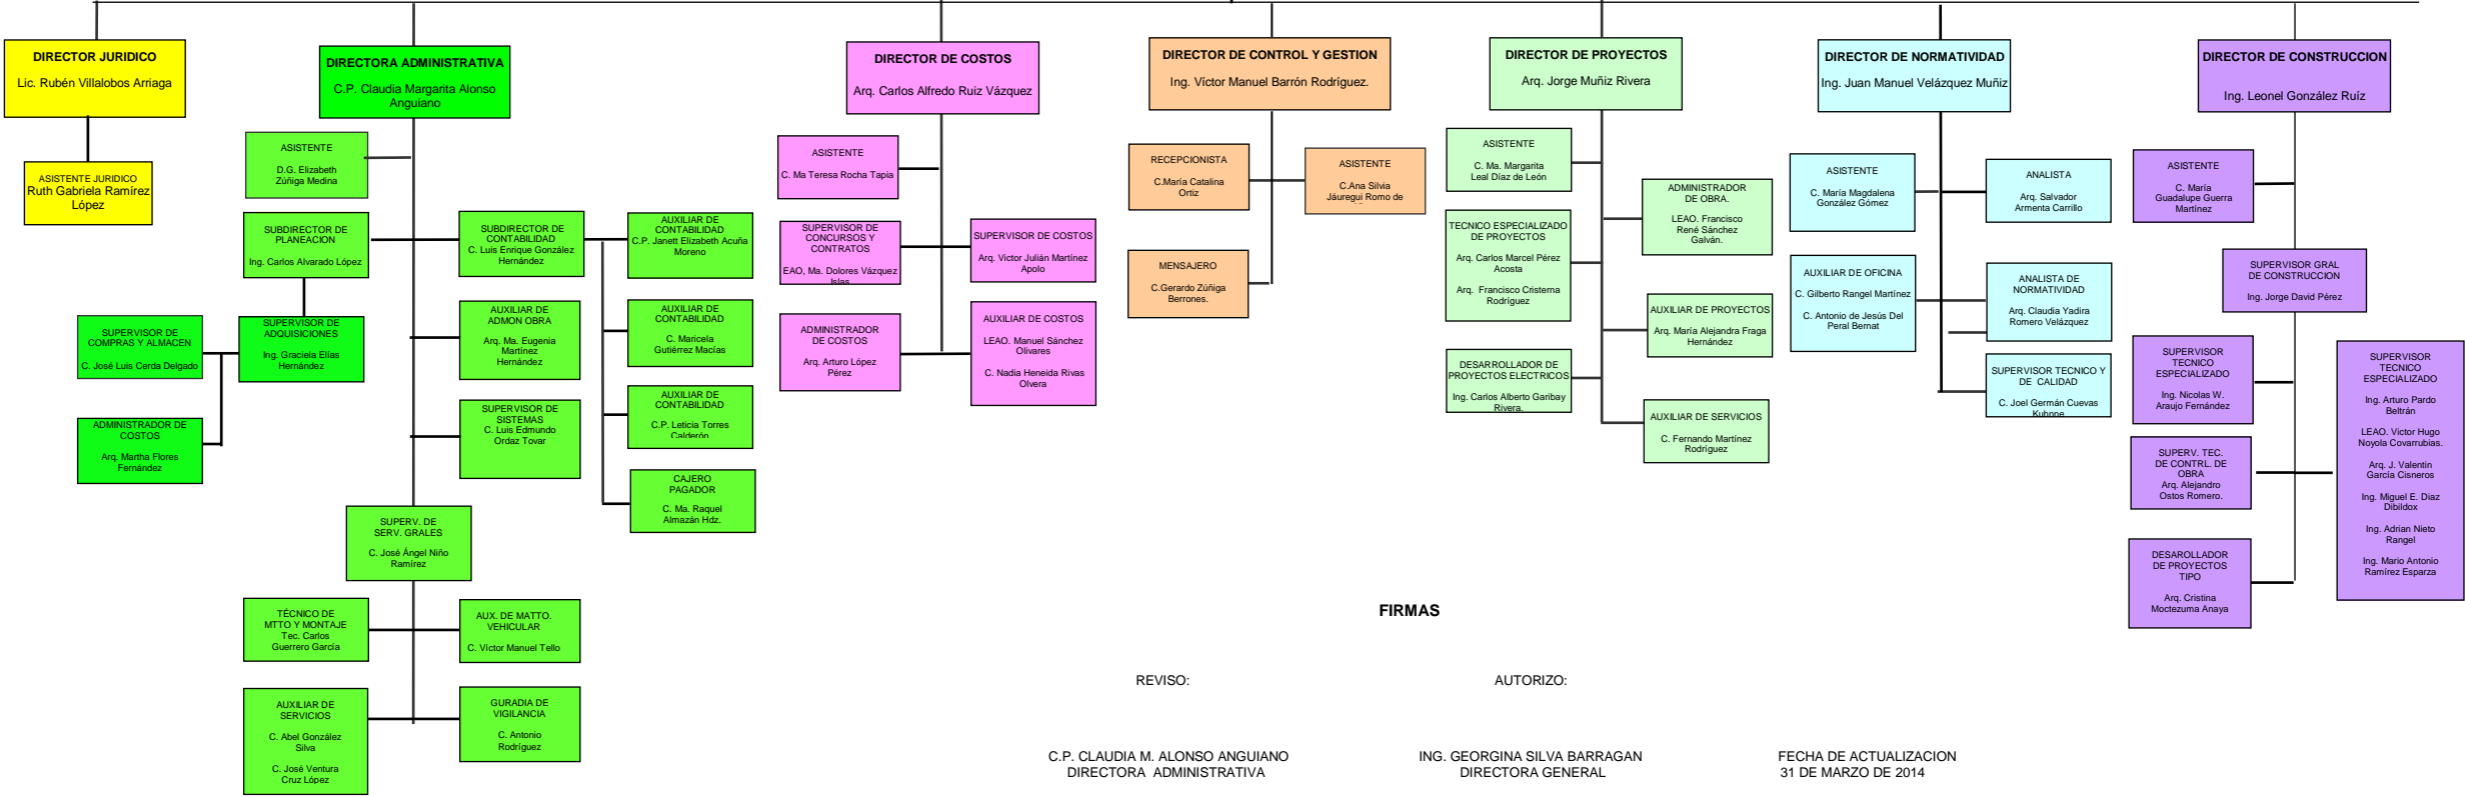 DIRECTOR JURIDICO
Lic. Rubén Villalobos Arriaga
ASISTENTE JURIDICO
Ruth Gabriela Ramírez
López
DIRECTORA ADMINISTRATIVA
C.P. Claudia Margarita Alonso
Anguiano
ASISTENTE
D.G. Elizabeth
Zúñiga Medina
SUBDIRECTOR DE
PLANEACION
Ing. Carlos Alvarado López
SUPERVISOR DE
ADQUISICIONES
Ing. Graciela Elías
Hernández
SUPERVISOR DE
COMPRAS Y ALMACEN
C. José Luis Cerda Delgado
ADMINISTRADOR DE
COSTOS
Arq. Martha Flores
Fernández
SUBDIRECTOR DE
CONTABILIDAD
C. Luis Enrique González
Hernández
AUXILIAR DE
CONTABILIDAD
C.P. Janett Elizabeth Acuña
Moreno
AUXILIAR DE
CONTABILIDAD
C. Maricela
Gutiérrez Macías
AUXILIAR DE
CONTABILIDAD
C.P. Leticia Torres
Calderón
CAJERO
PAGADOR
C. Ma. Raquel
Almazán Hdz.
AUXILIAR DE
ADMON OBRA
Arq. Ma. Eugenia
Martínez
Hernández
SUPERVISOR DE
SISTEMAS
C. Luis Edmundo
Ordaz Tovar
SUPERV. DE
SERV. GRALES
C. José Ángel Niño
Ramírez
TÉCNICO DE
MTTO Y MONTAJE
Tec. Carlos
Guerrero García
AUX. DE MATTO.
VEHICULAR
C. Víctor Manuel Tello
AUXILIAR DE
SERVICIOS
C. Abel González
Silva
C. José Ventura
Cruz López
GURADIA DE
VIGILANCIA
C. Antonio
Rodríguez
DIRECTOR DE COSTOS
Arq. Carlos Alfredo Ruiz Vázquez
ASISTENTE
C. Ma Teresa Rocha Tapia
SUPERVISOR DE
CONCURSOS Y
CONTRATOS
EAO, Ma. Dolores Vázquez
Islas
SUPERVISOR DE COSTOS
Arq. Victor Julián Martínez
Apolo
ADMINISTRADOR
DE COSTOS
Arq. Arturo López
Pérez
AUXILIAR DE COSTOS
LEAO. Manuel Sánchez
Olivares
C. Nadia Heneida Rivas
Olvera
DIRECTOR DE CONTROL Y GESTION
Ing. Víctor Manuel Barrón Rodríguez.
RECEPCIONISTA
C.María Catalina
Ortiz
ASISTENTE
C.Ana Silvia
Jáuregui Romo de
MENSAJERO
C.Gerardo Zúñiga
Berrones.
DIRECTOR DE PROYECTOS
Arq. Jorge Muñiz Rivera
ASISTENTE
C. Ma. Margarita
Leal Díaz de León
ADMINISTRADOR
DE OBRA.
LEAO. Francisco
René Sánchez
Galván.
TECNICO ESPECIALIZADO
DE PROYECTOS
Arq. Carlos Marcel Pérez
Acosta
Arq. Francisco Cristerna
Rodríguez
AUXILIAR DE PROYECTOS
Arq. María Alejandra Fraga
Hernández
DESARROLLADOR DE
PROYECTOS ELECTRICOS
Ing. Carlos Alberto Garibay
Rivera.
AUXILIAR DE SERVICIOS
C. Fernando Martínez
Rodríguez
DIRECTOR DE NORMATIVIDAD
Ing. Juan Manuel Velázquez Muñiz
ASISTENTE
C. María Magdalena
González Gómez
ANALISTA
Arq. Salvador
Armenta Carrillo
AUXILIAR DE OFICINA
C. Gilberto Rangel Martínez
C. Antonio de Jesús Del
Peral Bernat
ANALISTA DE
NORMATIVIDAD
Arq. Claudia Yadira
Romero Velázquez
SUPERVISOR TECNICO Y
DE CALIDAD
C. Joel Germán Cuevas
DIRECTOR DE CONSTRUCCION
Ing. Leonel González Ruíz
ASISTENTE
C. María
Guadalupe Guerra
Martínez
SUPERVISOR GRAL
DE CONSTRUCCION
Ing. Jorge David Pérez
SUPERVISOR
TECNICO
ESPECIALIZADO
Ing. Nicolas W.
Araujo Fernández
SUPERV. TEC.
DE CONTRL. DE
OBRA
Arq. Alejandro
Ostos Romero.
DESAROLLADOR
DE PROYECTOS
TIPO
Arq. Cristina
Moctezuma Anaya
SUPERVISOR
TECNICO
ESPECIALIZADO
Ing. Arturo Pardo
Beltrán
LEAO. Victor Hugo
Noyola Covarrubias.
Arq. J. Valentin
García Cisneros
Ing. Miguel E. Diaz
Dibildox
Ing. Adrian Nieto
Rangel
Ing. Mario Antonio
Ramírez Esparza
FIRMAS
REVISO:
AUTORIZO:
C.P. CLAUDIA M. ALONSO ANGUIANO
DIRECTORA ADMINISTRATIVA
ING. GEORGINA SILVA BARRAGAN
DIRECTORA GENERAL
FECHA DE ACTUALIZACION
31 DE MARZO DE 2014